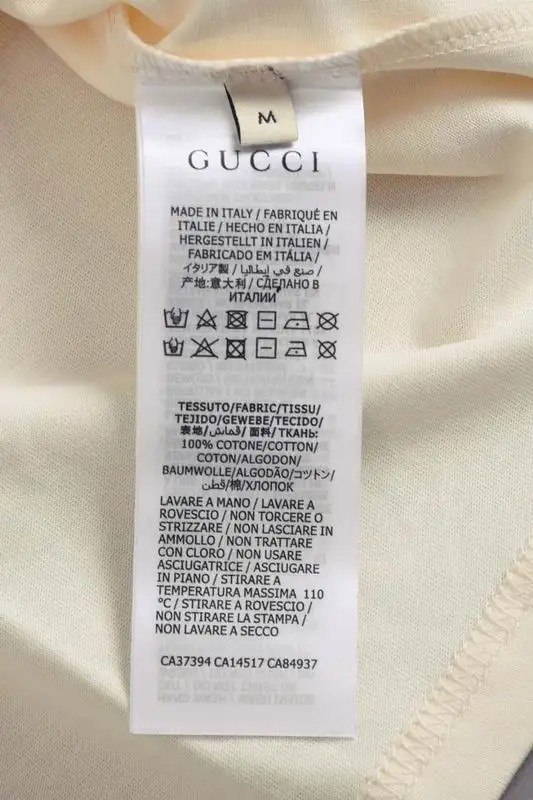 M
GUCCI
MADE IN ITALY / FABRIQUÉ EN
ITALIE / HECHO EN ITALIA /
HERGESTELLT IN ITALIEN /
FABRICADO EM ITÁLIA /
イタリア製 / صنع في إيطاليا /
产地:意大利 / СДЕЛАНО В
ИТАЛИИ
TESSUTO/FABRIC/TISSU/
TEJIDO/GEWEBE/TECIDO/
表地/قماش/面料/ТКАНЬ:
100% COTONE/COTTON/
COTON/ALGODON/
BAUMWOLLE/ALGODÃO/コットン/
قطن/棉/ХЛОПОК
LAVARE A MANO / LAVARE A
ROVESCIO / NON TORCERE O
STRIZZARE / NON LASCIARE IN
AMMOLLO / NON TRATTARE
CON CLORO / NON USARE
ASCIUGATRICE / ASCIUGARE
IN PIANO / STIRARE A
TEMPERATURA MASSIMA 110
°C / STIRARE A ROVESCIO /
NON STIRARE LA STAMPA /
NON LAVARE A SECCO
CA37394 CA14517 CA84937